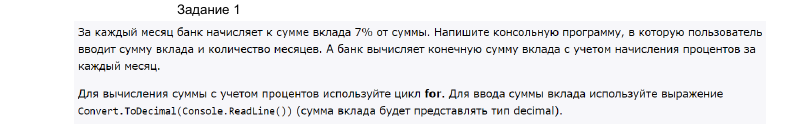 Задание 1
За каждый месяц банк начисляет к сумме вклада 7% от суммы. Напишите консольную программу, в которую пользователь
вводит сумму вклада и количество месяцев. А банк вычисляет конечную сумму вклада с учетом начисления процентов за
каждый месяц.
Для вычисления суммы с учетом процентов используйте цикл for. Для ввода суммы вклада используйте выражение
Convert.ToDecimal(Console.ReadLine()) (сумма вклада будет представлять тип decimal).